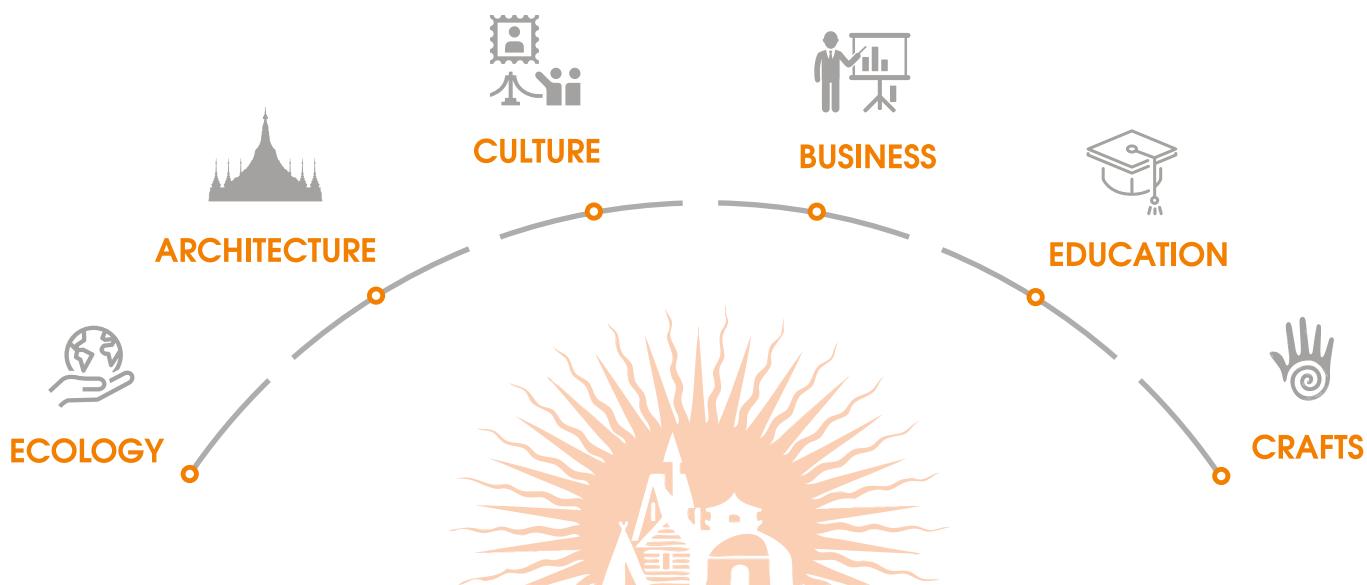 CULTURE
BUSINESS
ARCHITECTURE
EDUCATION
ECOLOGY
CRAFTS